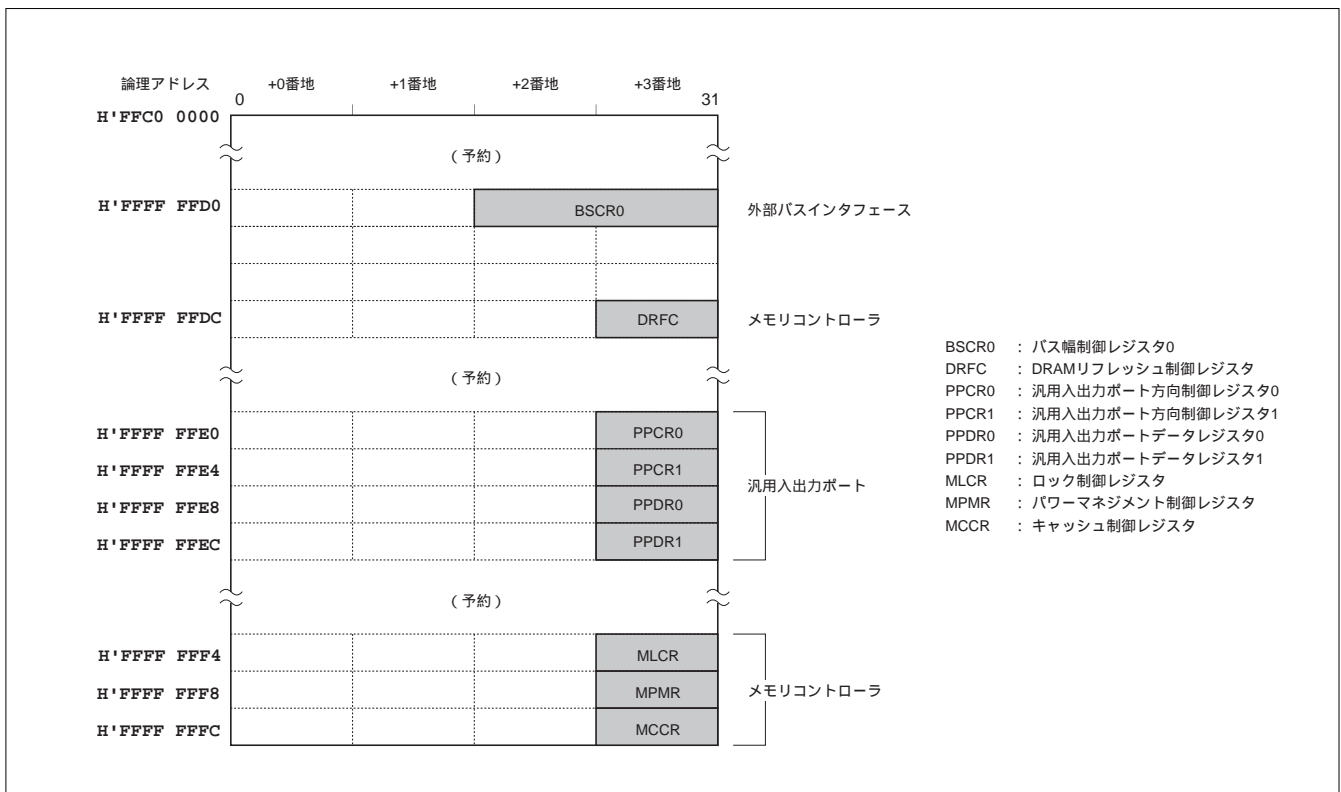 論理アドレス +0番地 +1番地 +2番地 +3番地
0 31
H'FFC0 0000
(予約)
H'FFFF FFD0 BSCR0 外部バスインタフェース
H'FFFF FFDC DRFC メモリコントローラ
(予約)
H'FFFF FFE0 PPCR0
H'FFFF FFE4 PPCR1
汎用入出力ポート
H'FFFF FFE8 PPDR0
H'FFFF FFEC PPDR1
(予約)
H'FFFF FFF4 MLCR
H'FFFF FFF8 MPMR メモリコントローラ
H'FFFF FFFC MCCR
BSCR0 : バス幅制御レジスタ0
DRFC : DRAMリフレッシュ制御レジスタ
PPCR0 : 汎用入出力ポート方向制御レジスタ0
PPCR1 : 汎用入出力ポート方向制御レジスタ1
PPDR0 : 汎用入出力ポートデータレジスタ0
PPDR1 : 汎用入出力ポートデータレジスタ1
MLCR : ロック制御レジスタ
MPMR : パワーマネジメント制御レジスタ
MCCR : キャッシュ制御レジスタ